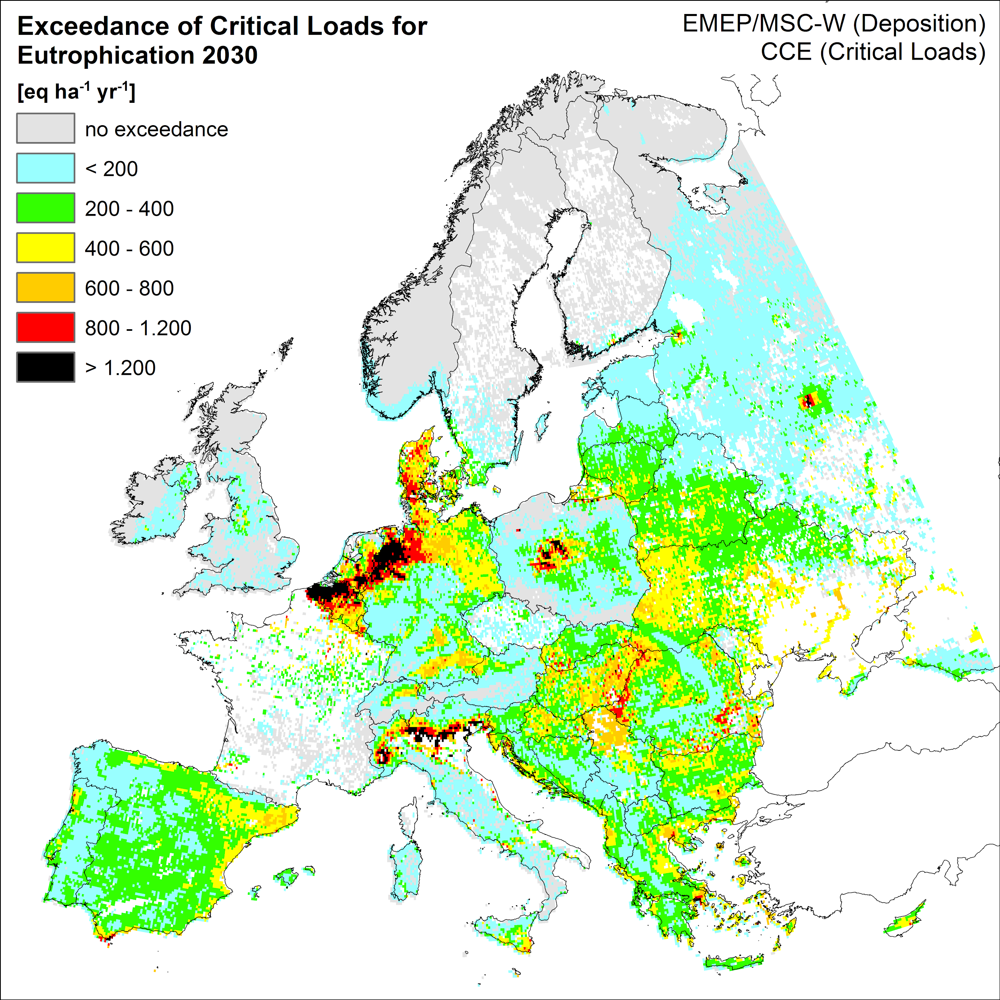 Exceedance of Critical Loads for
Eutrophication 2030
[eq ha⁻¹ yr⁻¹]
no exceedance
< 200
200 - 400
400 - 600
600 - 800
800 - 1.200
> 1.200
EMEP/MSC-W (Deposition)
CCE (Critical Loads)